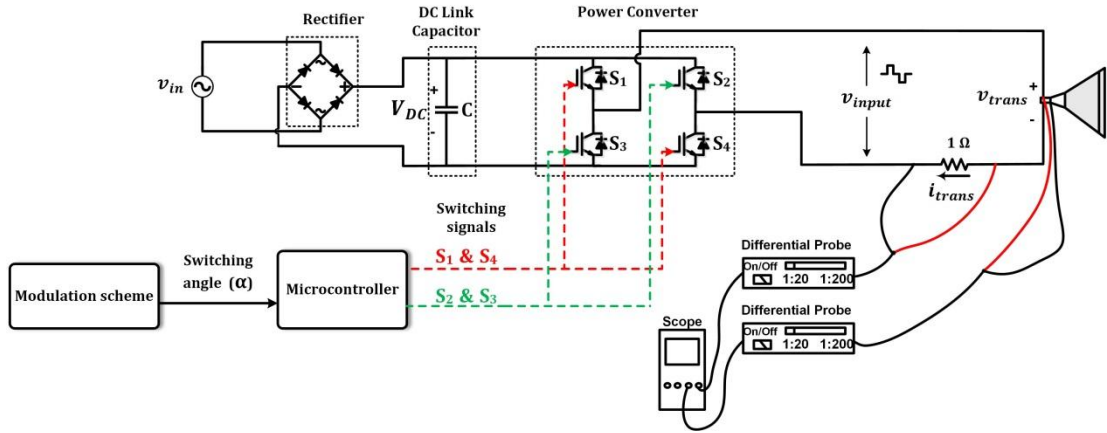 Rectifier
DC Link
Capacitor
Power Converter
v_in
V_DC
+
-
C
S₁
S₂
S₃
S₄
v_input
v_trans
+
-
1 Ω
i_trans
Switching
signals
S₁ & S₄
S₂ & S₃
Modulation scheme
Switching
angle (α)
Microcontroller
Differential Probe
On/Off
1:20 1:200
Differential Probe
On/Off
1:20 1:200
Scope